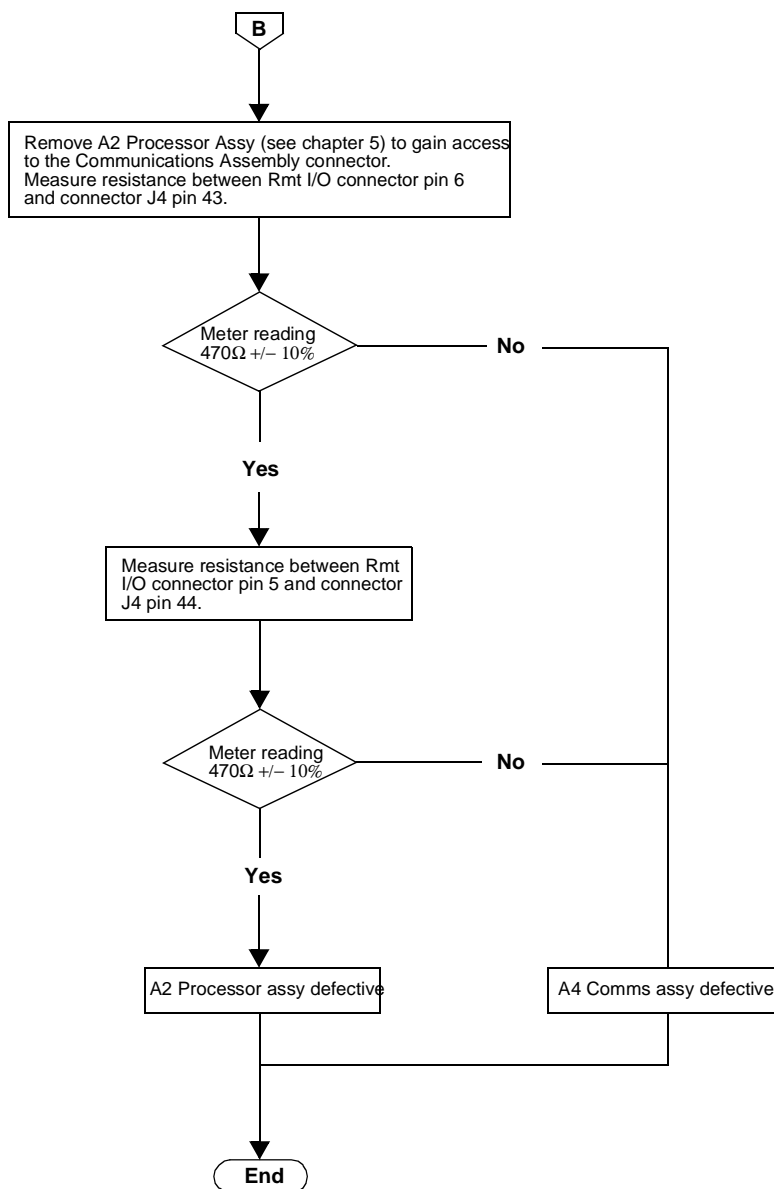 B
Remove A2 Processor Assy (see chapter 5) to gain access
to the Communications Assembly connector.
Measure resistance between Rmt I/O connector pin 6
and connector J4 pin 43.
Meter reading
470Ω +/− 10%
No
Yes
Measure resistance between Rmt
I/O connector pin 5 and connector
J4 pin 44.
Meter reading
470Ω +/− 10%
No
Yes
A2 Processor assy defective
A4 Comms assy defective
End